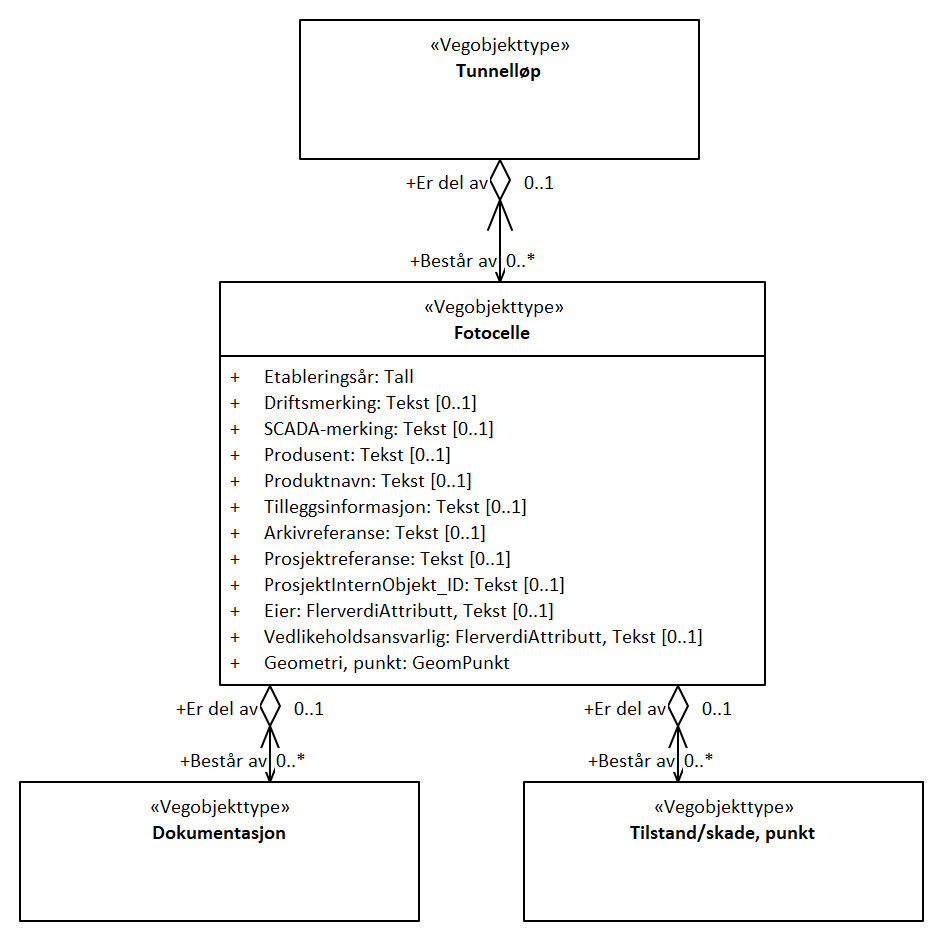 «Vegobjekttype»
Tunnelløp
+Er del av 0..1
+Består av 0..*
«Vegobjekttype»
Fotocelle
+ Etableringsår: Tall
+ Driftsmerking: Tekst [0..1]
+ SCADA-merking: Tekst [0..1]
+ Produsent: Tekst [0..1]
+ Produktnavn: Tekst [0..1]
+ Tilleggsinformasjon: Tekst [0..1]
+ Arkivreferanse: Tekst [0..1]
+ Prosjektreferanse: Tekst [0..1]
+ ProsjektInternObjekt_ID: Tekst [0..1]
+ Eier: FlerverdiAttributt, Tekst [0..1]
+ Vedlikeholdsansvarlig: FlerverdiAttributt, Tekst [0..1]
+ Geometri, punkt: GeomPunkt
+Er del av 0..1
+Består av 0..*
«Vegobjekttype»
Dokumentasjon
+Er del av 0..1
+Består av 0..*
«Vegobjekttype»
Tilstand/skade, punkt